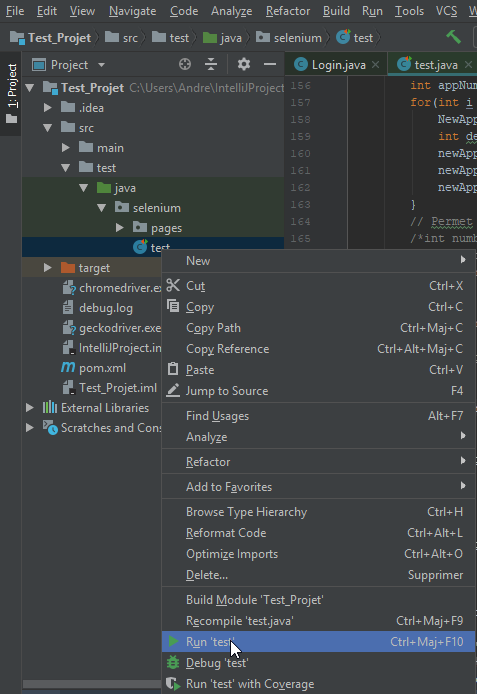 File Edit View Navigate Code Analyze Refactor Build Run Tools VCS W
Test_Projet src test java selenium test
1: Project
Project
Login.java test.java
Test_Projet C:\Users\Andre\IntelliJProject
.idea
src
main
test
java
selenium
pages
test
target
chromedriver.e
debug.log
geckodriver.exe
IntelliJProject.im
pom.xml
Test_Projet.iml
External Libraries
Scratches and Cons
156 int appNum
157 for(int i
158 NewApp
159 int de
160 newApp
161 newApp
162 newApp
163 }
164 // Permet
165 /*int numb
New
Cut Ctrl+X
Copy Ctrl+C
Copy Path Ctrl+Maj+C
Copy Reference Ctrl+Alt+Maj+C
Paste Ctrl+V
Jump to Source F4
Find Usages Alt+F7
Analyze
Refactor
Add to Favorites
Browse Type Hierarchy Ctrl+H
Reformat Code Ctrl+Alt+L
Optimize Imports Ctrl+Alt+O
Delete... Supprimer
Build Module 'Test_Projet'
Recompile 'test.java' Ctrl+Maj+F9
Run 'test' Ctrl+Maj+F10
Debug 'test'
Run 'test' with Coverage